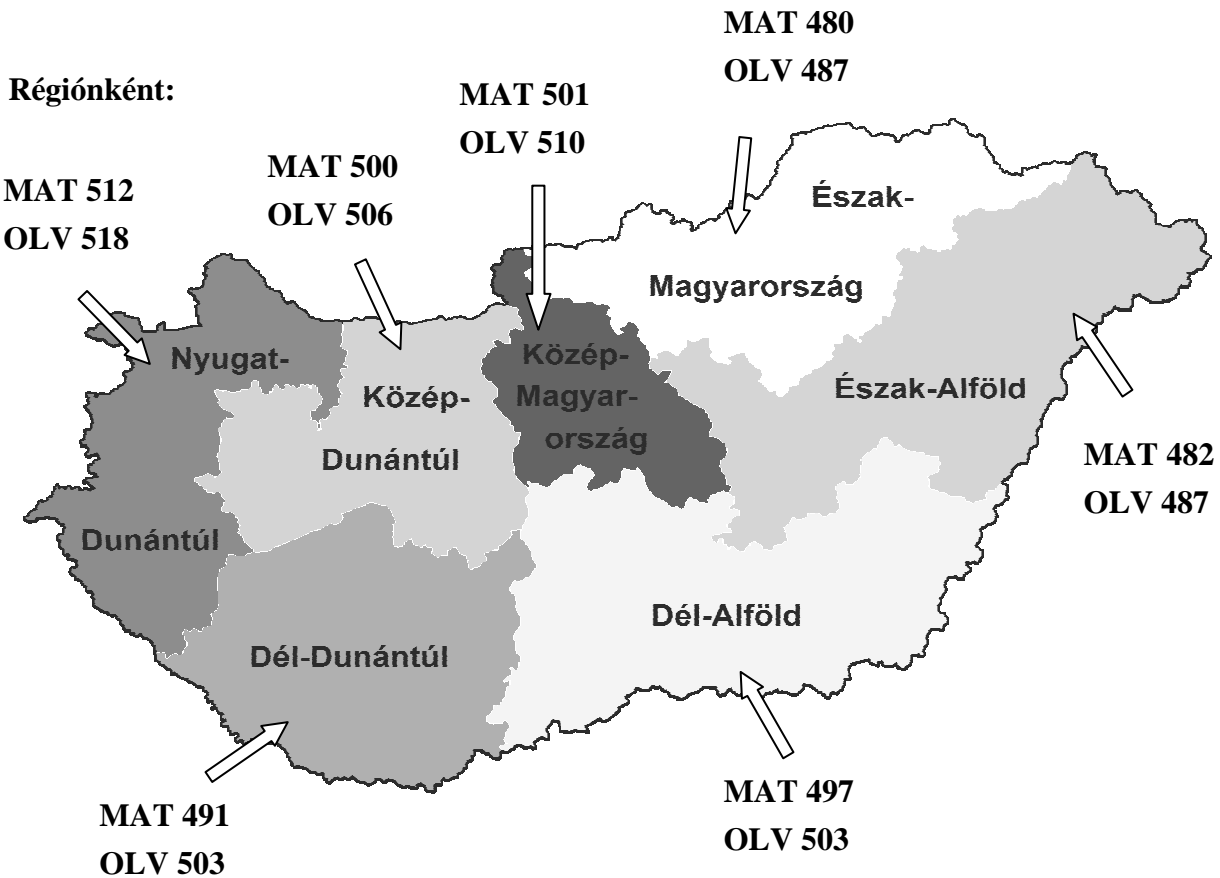 Régiónként:
MAT 480
OLV 487
MAT 501
OLV 510
MAT 500
OLV 506
MAT 512
OLV 518
Észak-
Magyarország
Nyugat-
Dunántúl
Közép-
Dunántúl
Közép-
Magyar-
ország
Észak-Alföld
MAT 482
OLV 487
Dél-Alföld
Dél-Dunántúl
MAT 491
OLV 503
MAT 497
OLV 503